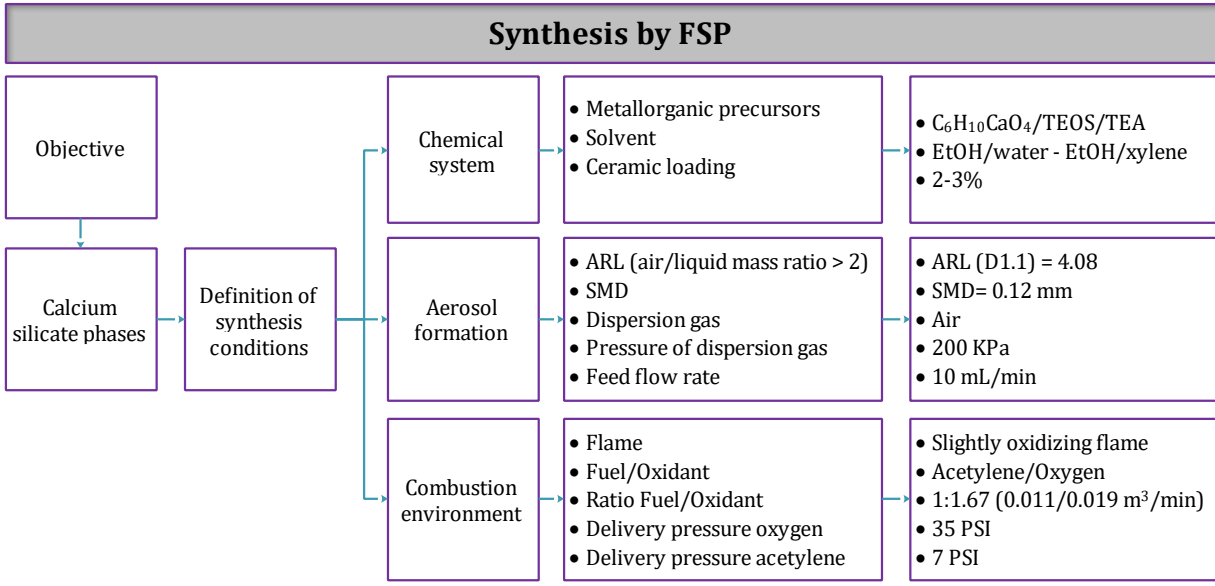 Synthesis by FSP
Objective
Calcium
silicate phases
Definition of
synthesis
conditions
Chemical
system
• Metallorganic precursors
• Solvent
• Ceramic loading
• C₆H₁₀CaO₄/TEOS/TEA
• EtOH/water - EtOH/xylene
• 2-3%
Aerosol
formation
• ARL (air/liquid mass ratio > 2)
• SMD
• Dispersion gas
• Pressure of dispersion gas
• Feed flow rate
• ARL (D1.1) = 4.08
• SMD= 0.12 mm
• Air
• 200 KPa
• 10 mL/min
Combustion
environment
• Flame
• Fuel/Oxidant
• Ratio Fuel/Oxidant
• Delivery pressure oxygen
• Delivery pressure acetylene
• Slightly oxidizing flame
• Acetylene/Oxygen
• 1:1.67 (0.011/0.019 m³/min)
• 35 PSI
• 7 PSI